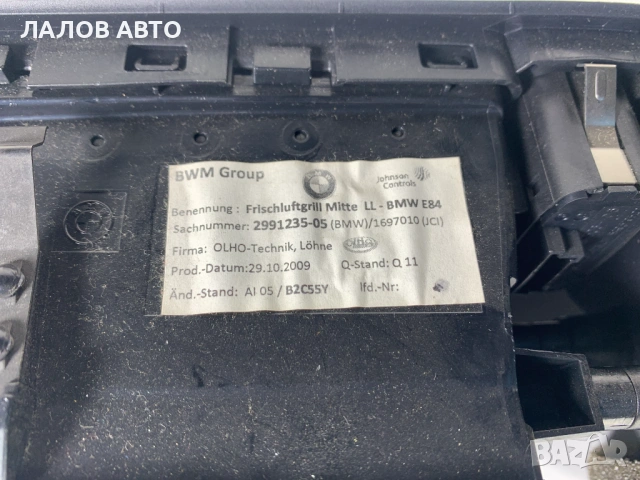 ЛАЛОВ АВТО
BWM Group
Johnson
Controls
Benennung : Frischluftgrill Mitte LL - BMW E84
Sachnummer: 2991235-05 (BMW)/1697010 (JCI)
Firma: OLHO-Technik, Löhne
Prod.-Datum:29.10.2009 Q-Stand: Q 11
Änd.-Stand: AI 05 / B2C55Y lfd.-Nr:
BAZAR.bg